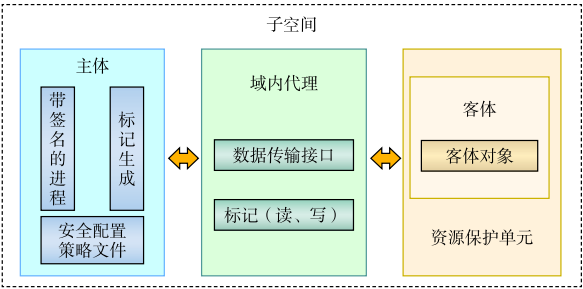 子空间
主体
带签名的进程
标记生成
安全配置
策略文件
域内代理
数据传输接口
标记（读、写）
客体
客体对象
资源保护单元